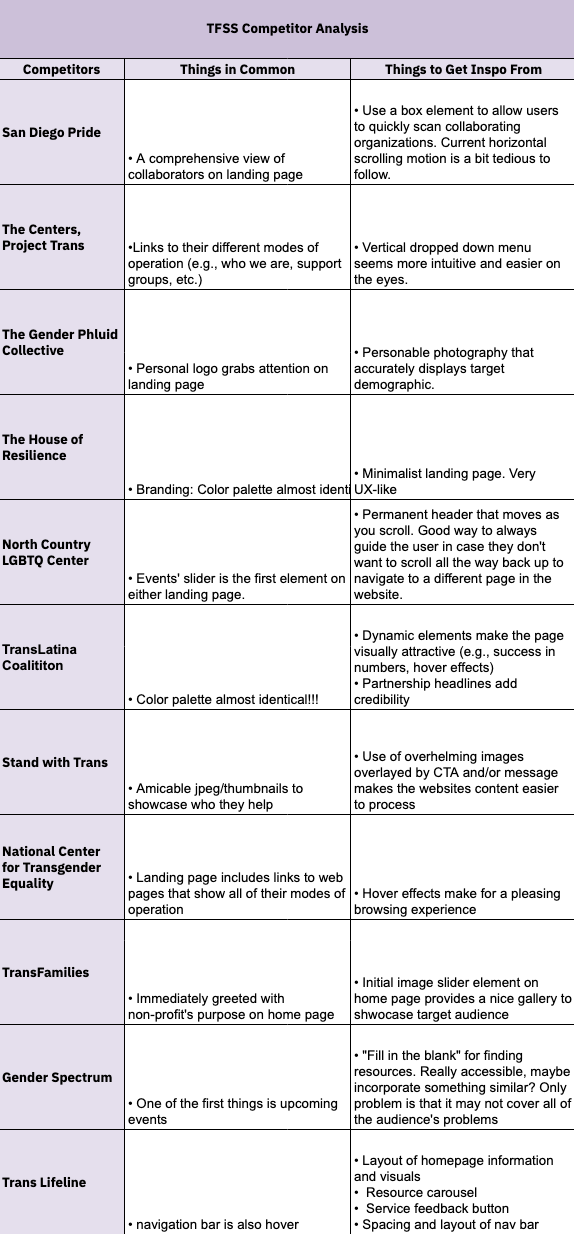 TFSS Competitor Analysis
Competitors
Things in Common
Things to Get Inspo From
San Diego Pride
• A comprehensive view of
collaborators on landing page
• Use a box element to allow users
to quickly scan collaborating
organizations. Current horizontal
scrolling motion is a bit tedious to
follow.
The Centers,
Project Trans
•Links to their different modes of
operation (e.g., who we are, support
groups, etc.)
• Vertical dropped down menu
seems more intuitive and easier on
the eyes.
The Gender Phluid
Collective
• Personal logo grabs attention on
landing page
• Personable photography that
accurately displays target
demographic.
The House of
Resilience
• Branding: Color palette almost identi
• Minimalist landing page. Very
UX-like
North Country
LGBTQ Center
• Events' slider is the first element on
either landing page.
• Permanent header that moves as
you scroll. Good way to always
guide the user in case they don't
want to scroll all the way back up to
navigate to a different page in the
website.
TransLatina
Coalititon
• Color palette almost identical!!!
• Dynamic elements make the page
visually attractive (e.g., success in
numbers, hover effects)
• Partnership headlines add
credibility
Stand with Trans
• Amicable jpeg/thumbnails to
showcase who they help
• Use of overhelming images
overlayed by CTA and/or message
makes the websites content easier
to process
National Center
for Transgender
Equality
• Landing page includes links to web
pages that show all of their modes of
operation
• Hover effects make for a pleasing
browsing experience
TransFamilies
• Immediately greeted with
non-profit's purpose on home page
• Initial image slider element on
home page provides a nice gallery to
shwocase target audience
Gender Spectrum
• One of the first things is upcoming
events
• "Fill in the blank" for finding
resources. Really accessible, maybe
incorporate something similar? Only
problem is that it may not cover all of
the audience's problems
Trans Lifeline
• navigation bar is also hover
• Layout of homepage information
and visuals
• Resource carousel
• Service feedback button
• Spacing and layout of nav bar